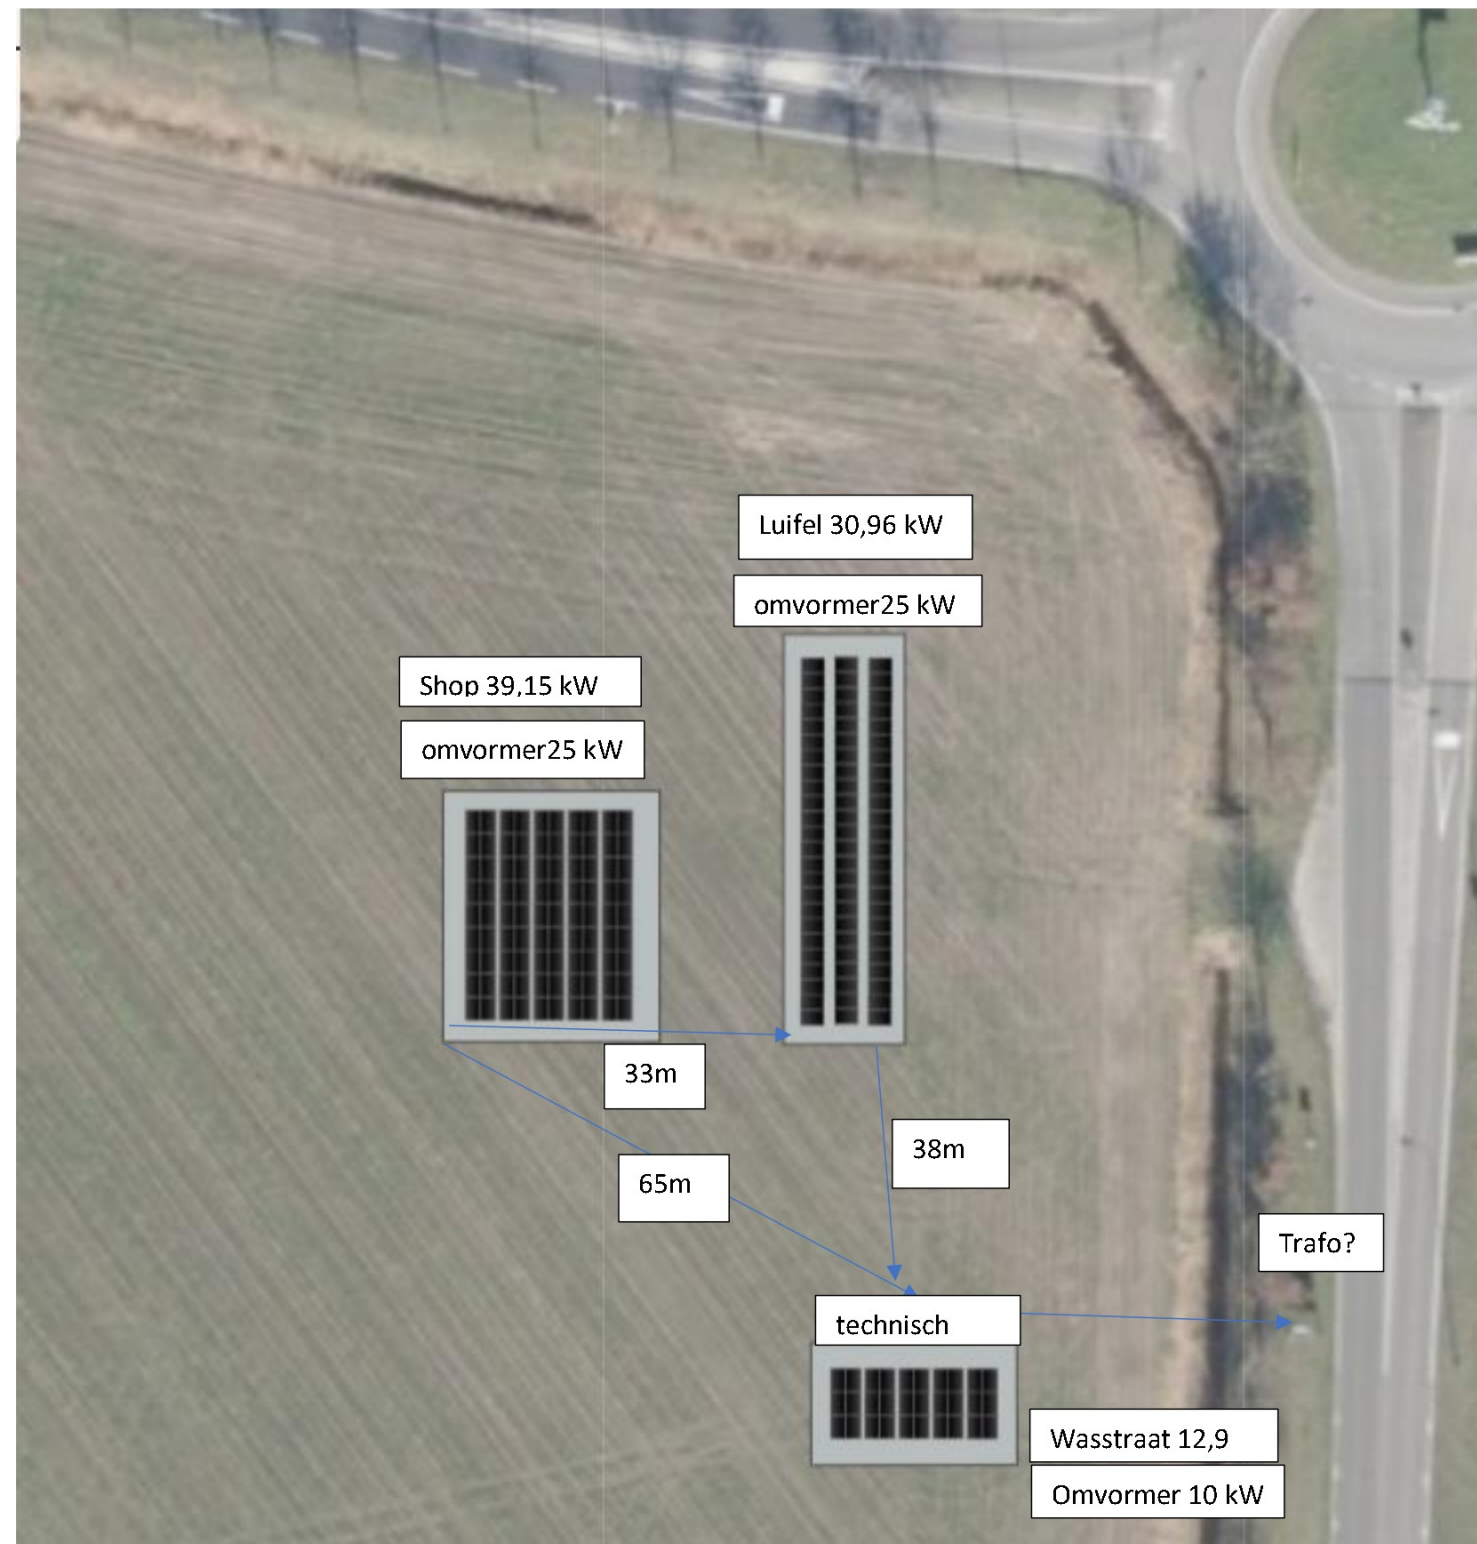 Luifel 30,96 kW
omvormer25 kW
Shop 39,15 kW
omvormer25 kW
33m
38m
65m
Trafo?
technisch
Wasstraat 12,9
Omvormer 10 kW